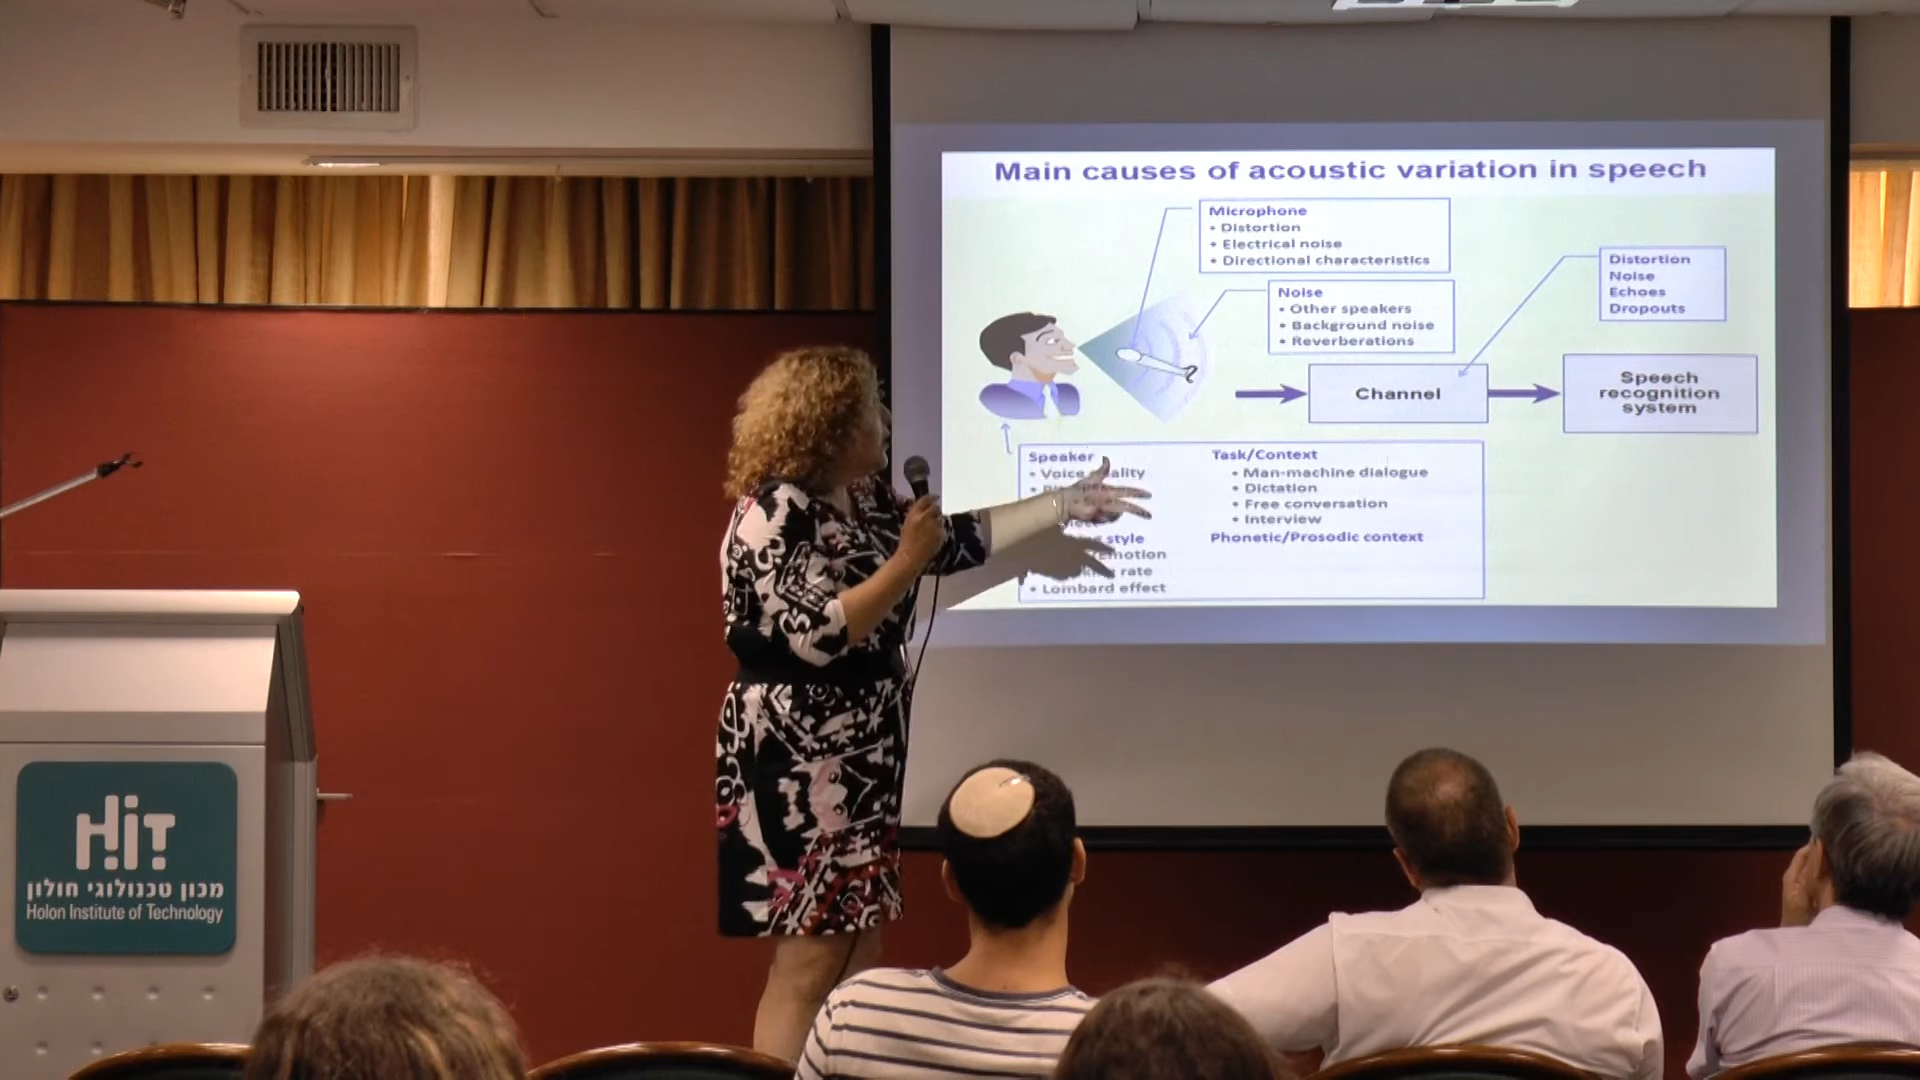 Main causes of acoustic variation in speech
Microphone
• Distortion
• Electrical noise
• Directional characteristics
Distortion
Noise
Echoes
Dropouts
Noise
• Other speakers
• Background noise
• Reverberations
Channel
Speech
recognition
system
Speaker
• Voice
style
rate
• Lombard effect
Task/Context
• Man-machine dialogue
• Dictation
• Free conversation
• Interview
Phonetic/Prosodic context
HiT
מכון טכנולוגי חולון
Holon Institute of Technology